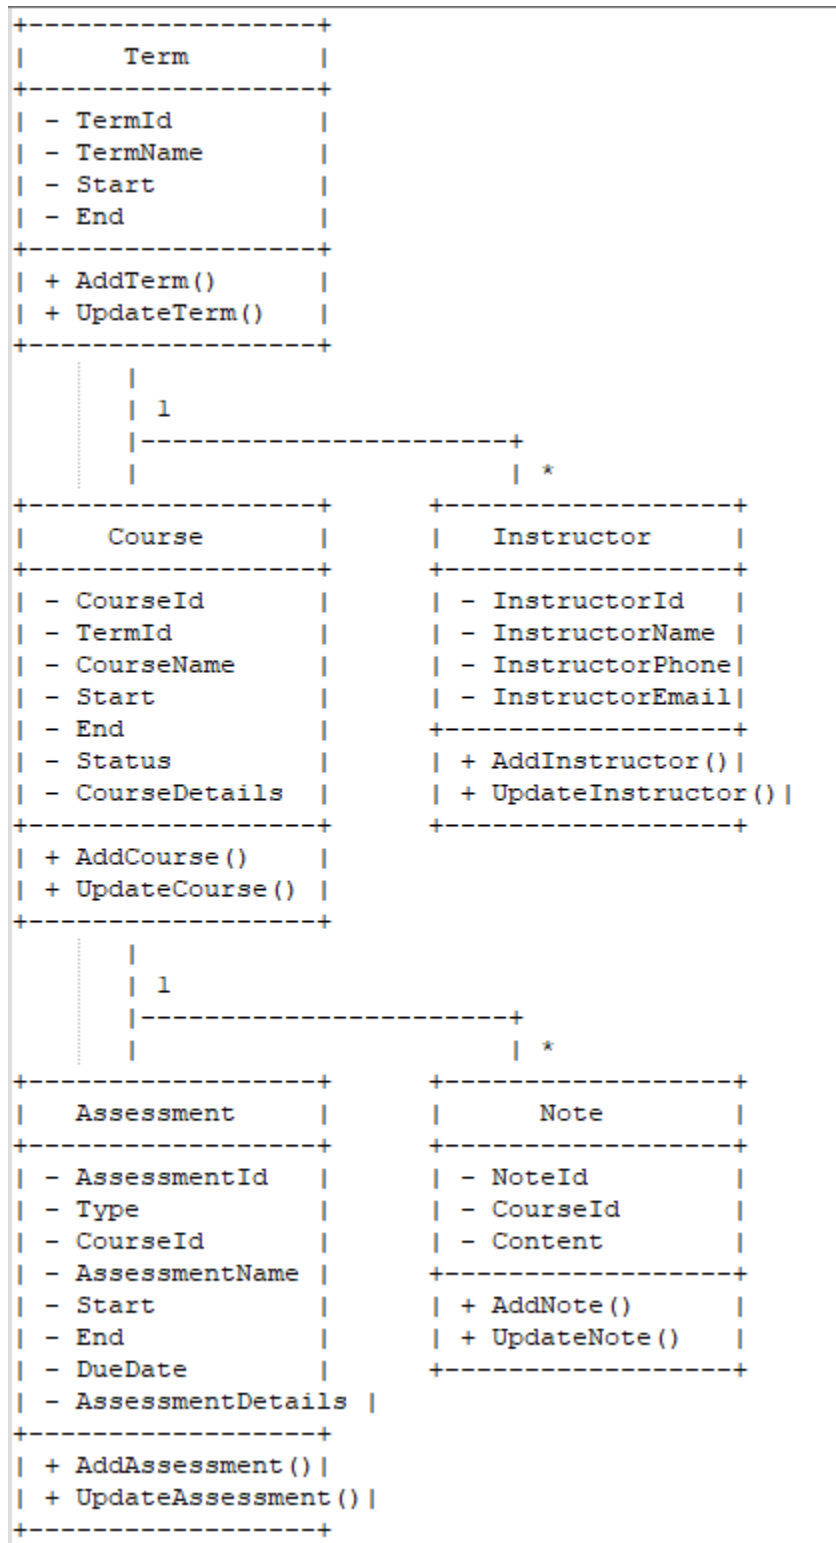 +------------------+
|      Term        |
+------------------+
| - TermId         |
| - TermName       |
| - Start          |
| - End            |
+------------------+
| + AddTerm()      |
| + UpdateTerm()   |
+------------------+
       |
       | 1
       |-----------------------+
       |                       | *
+------------------+      +------------------+
|     Course       |      |   Instructor     |
+------------------+      +------------------+
| - CourseId       |      | - InstructorId   |
| - TermId         |      | - InstructorName |
| - CourseName     |      | - InstructorPhone|
| - Start          |      | - InstructorEmail|
| - End            |      +------------------+
| - Status         |      | + AddInstructor()|
| - CourseDetails  |      | + UpdateInstructor()|
+------------------+      +------------------+
| + AddCourse()    |
| + UpdateCourse() |
+------------------+
       |
       | 1
       |-----------------------+
       |                       | *
+------------------+      +------------------+
|   Assessment     |      |      Note        |
+------------------+      +------------------+
| - AssessmentId   |      | - NoteId         |
| - Type           |      | - CourseId       |
| - CourseId       |      | - Content        |
| - AssessmentName |      +------------------+
| - Start          |      | + AddNote()      |
| - End            |      | + UpdateNote()   |
| - DueDate        |      +------------------+
| - AssessmentDetails |
+------------------+
| + AddAssessment()|
| + UpdateAssessment()|
+------------------+